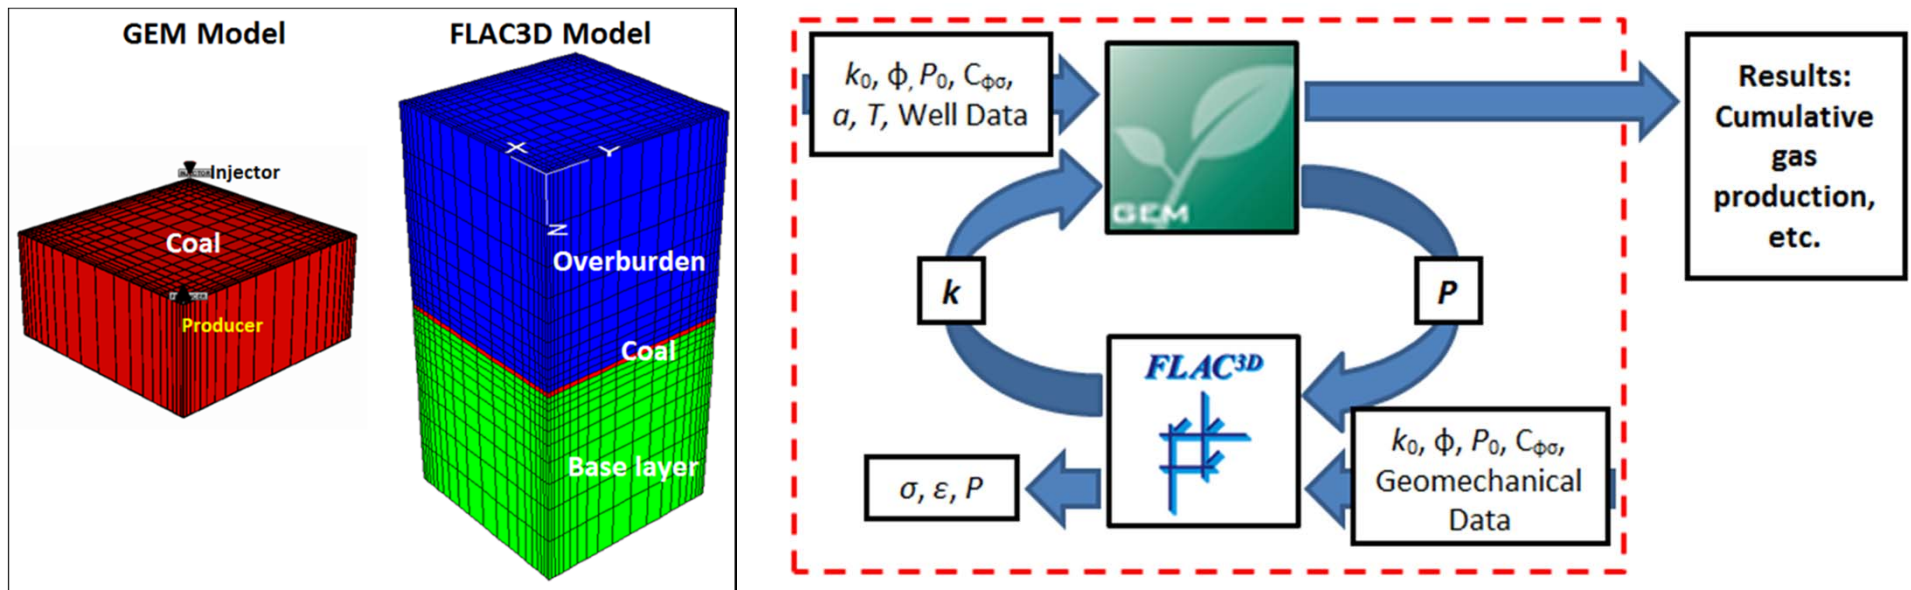 GEM Model
FLAC3D Model
Injector
Coal
Producer
X
Y
Z
Overburden
Coal
Base layer
k₀, ϕ, P₀, Cϕσ,
a, T, Well Data
GEM
k
P
FLAC³ᴰ
σ, ε, P
k₀, ϕ, P₀, Cϕσ,
Geomechanical
Data
Results:
Cumulative
gas
production,
etc.